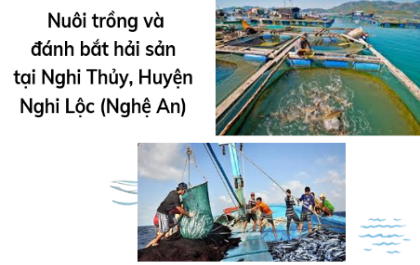 Nuôi trồng và
đánh bắt hải sản
tại Nghi Thủy, Huyện
Nghi Lộc (Nghệ An)